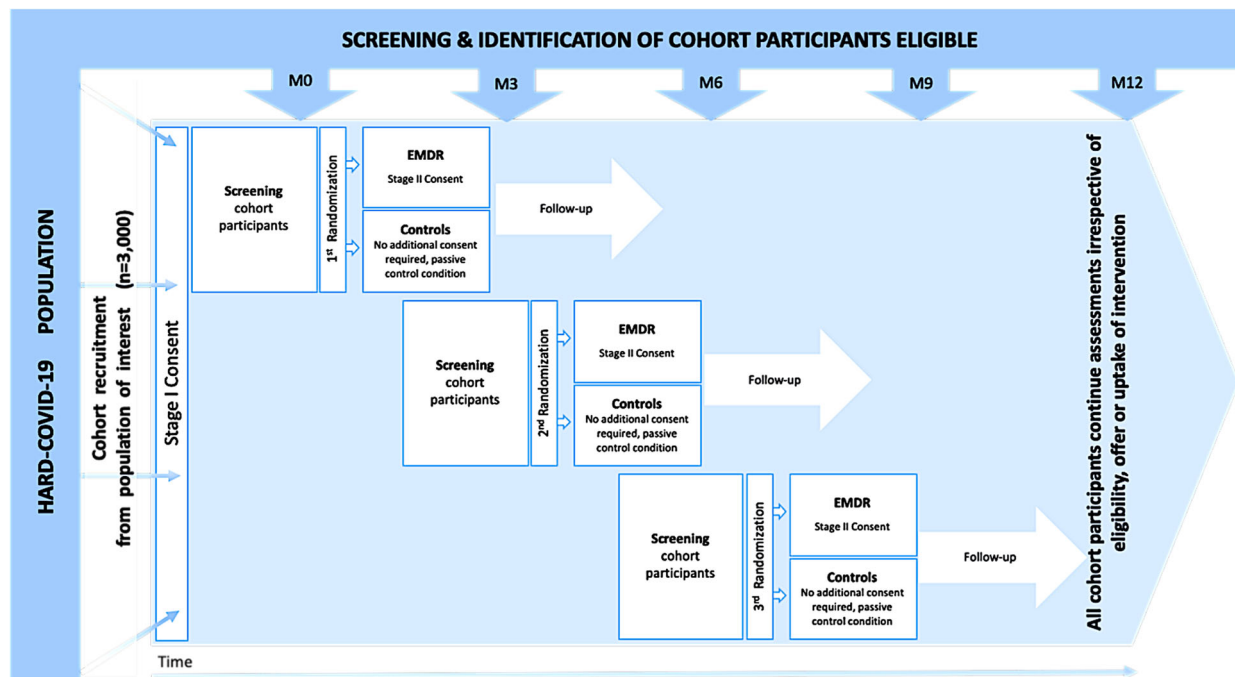 SCREENING & IDENTIFICATION OF COHORT PARTICIPANTS ELIGIBLE
M0
M3
M6
M9
M12
HARD-COVID-19 POPULATION
Cohort recruitment
from population of interest (n=3,000)
Stage I Consent
Screening
cohort
participants
1st Randomization
EMDR
Stage II Consent
Controls
No additional consent
required, passive
control condition
Follow-up
Screening
cohort
participants
2nd Randomization
EMDR
Stage II Consent
Controls
No additional consent
required, passive
control condition
Follow-up
Screening
cohort
participants
3rd Randomization
EMDR
Stage II Consent
Controls
No additional consent
required, passive
control condition
Follow-up
All cohort participants continue assessments irrespective of
eligibility, offer or uptake of intervention
Time